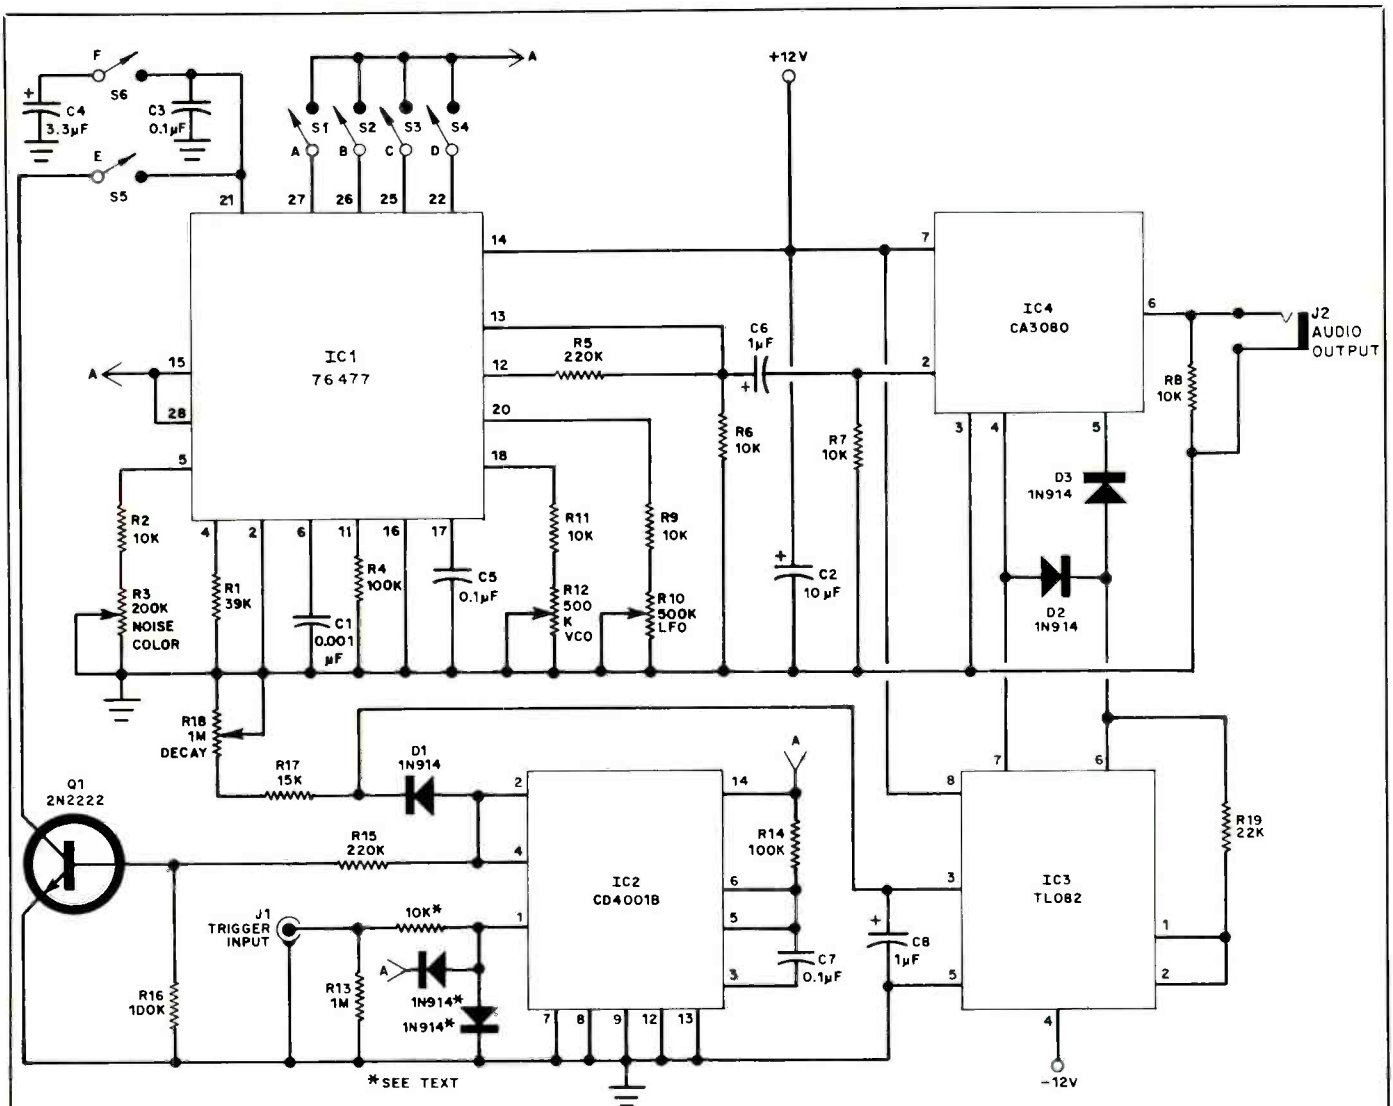 F
S6
+
C4
3.3µF
C3
0.1µF
E
S5
A
S1 S2 S3 S4
A B C D
+12V
21 27 26 25 22
14
13
12
20
18
15
28
5
A
IC1
76477
R5
220K
C6
1µF
+
7
2
IC4
CA3080
6
J2
AUDIO
OUTPUT
R8
10K
3 4 5
R6
10K
R7
10K
D3
1N914
R2
10K
R3
200K
NOISE
COLOR
4 2 6 11 16 17
R1
39K
C1
0.001
µF
R4
100K
C5
0.1µF
R11
10K
R12
500
K
VCO
R9
10K
R10
500K
LFO
+
C2
10µF
D2
1N914
R18
1M
DECAY
R17
15K
D1
1N914
A
Q1
2N2222
R15
220K
2
4
1
IC2
CD4001B
14
6
5
3
R14
100K
C7
0.1µF
7 6
8
3
5
IC3
TL082
1
2
4
R19
22K
+
C8
1µF
J1
TRIGGER
INPUT
10K*
A
1N914*
1N914*
R13
1M
R16
1D0K
7 8 9 12 13
-12V
*SEE TEXT